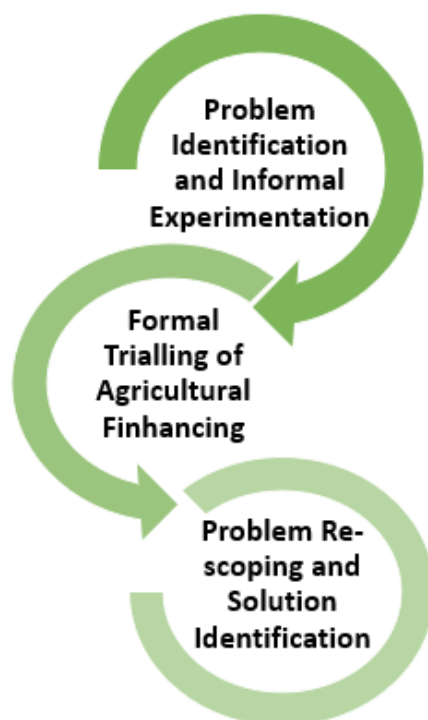 Problem
Identification
and Informal
Experimentation
Formal
Trialling of
Agricultural
Finhancing
Problem Re-
scoping and
Solution
Identification